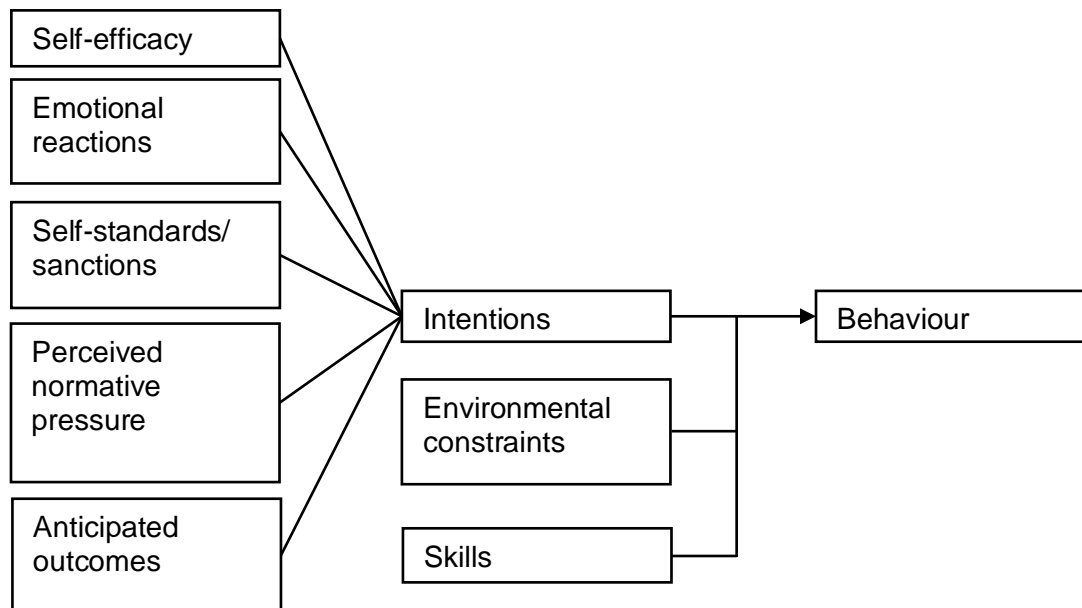 Self-efficacy
Emotional
reactions
Self-standards/
sanctions
Perceived
normative
pressure
Anticipated
outcomes
Intentions
Environmental
constraints
Skills
Behaviour